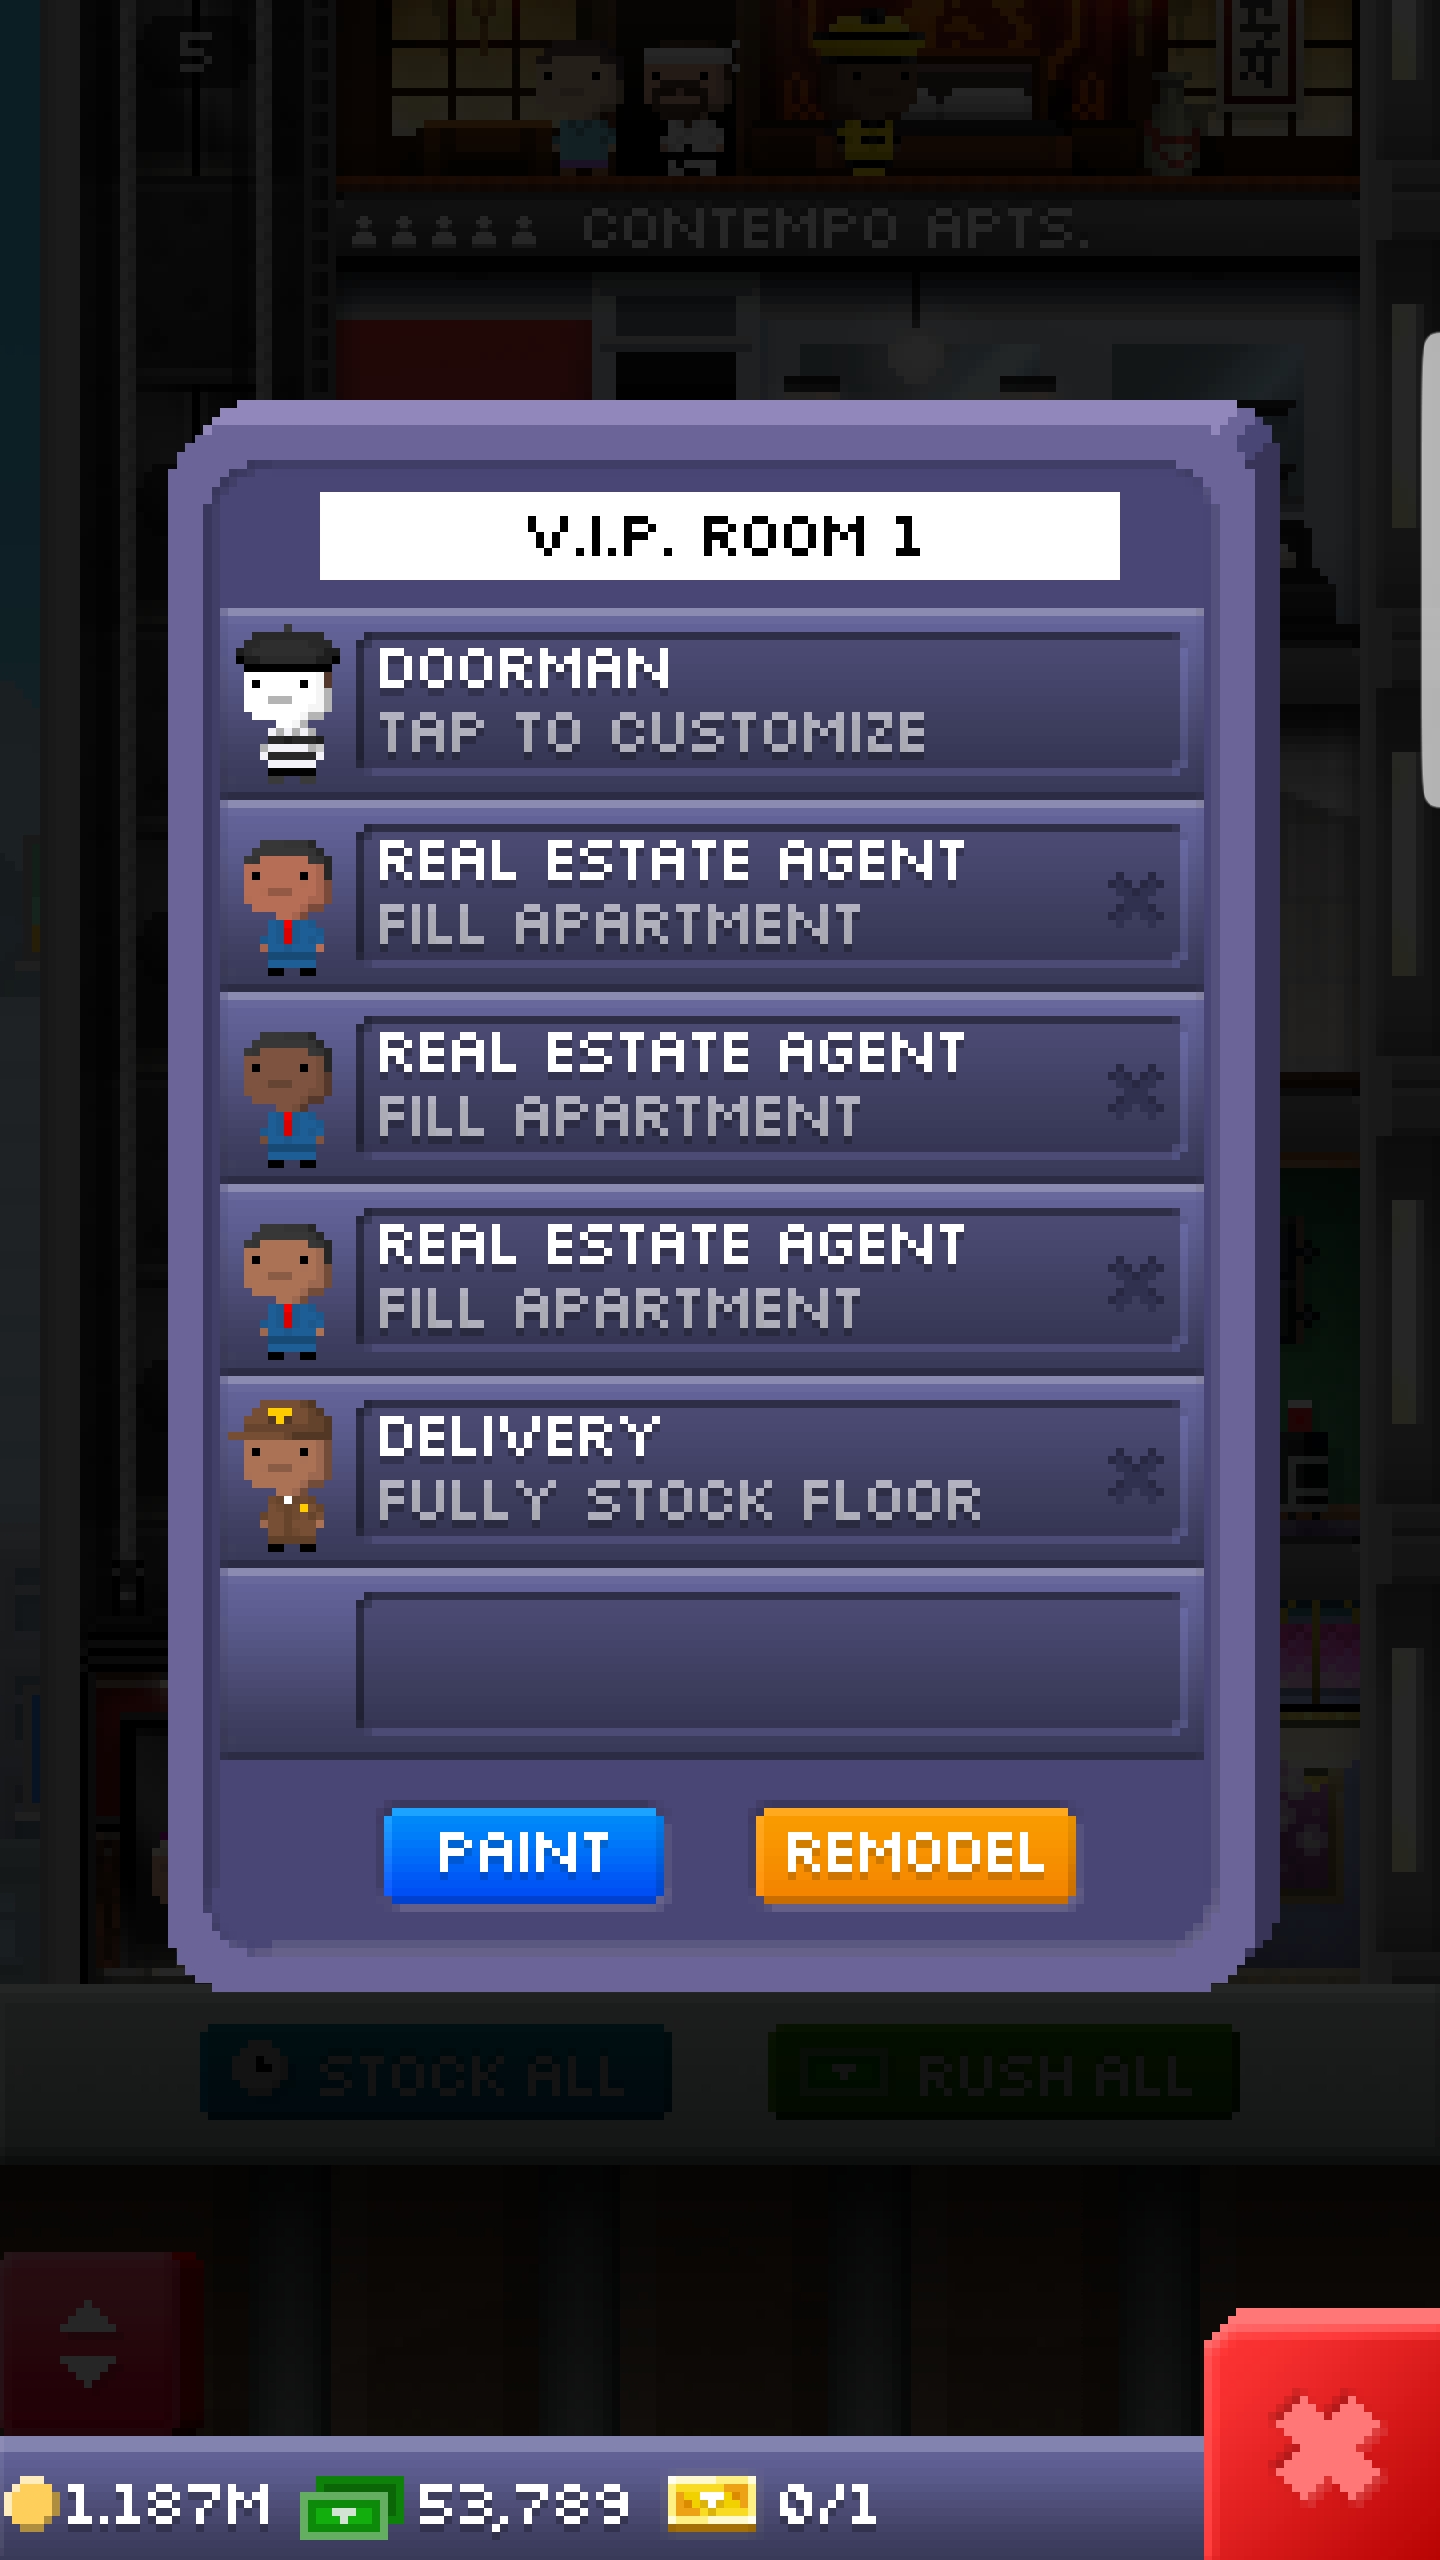 5
CONTEMPO APTS.
V.I.P. ROOM 1
DOORMAN
TAP TO CUSTOMIZE
REAL ESTATE AGENT
FILL APARTMENT
REAL ESTATE AGENT
FILL APARTMENT
REAL ESTATE AGENT
FILL APARTMENT
DELIVERY
FULLY STOCK FLOOR
PAINT REMODEL
STOCK ALL RUSH ALL
1.187M 53,789 0/1